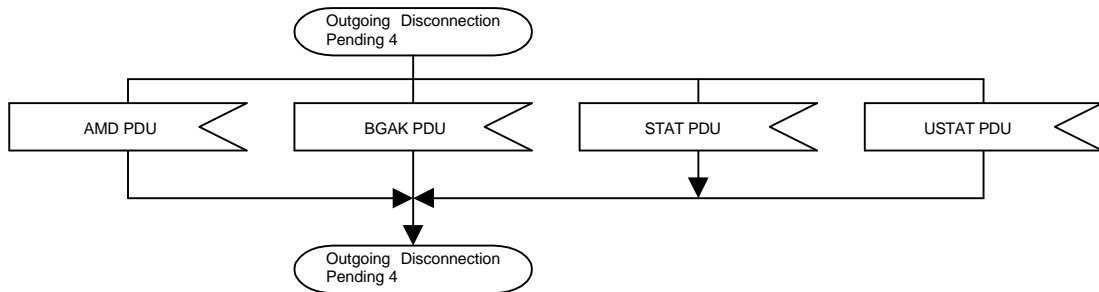 Outgoing Disconnection
Pending 4
AMD PDU
BGAK PDU
STAT PDU
USTAT PDU
Outgoing Disconnection
Pending 4